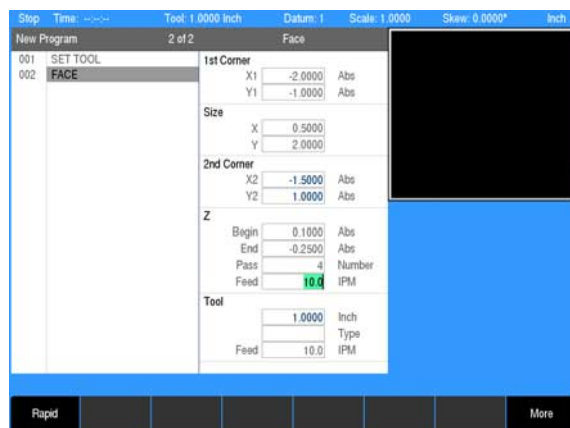 Stop Time: --:--:-- Tool: 1.0000 Inch Datum: 1 Scale: 1.0000 Skew: 0.0000° Inch
New Program 2 of 2 Face
001 SET TOOL
002 FACE
1st Corner
X1 -2.0000 Abs
Y1 -1.0000 Abs
Size
X 0.5000
Y 2.0000
2nd Corner
X2 -1.5000 Abs
Y2 1.0000 Abs
Z
Begin 0.1000 Abs
End -0.2500 Abs
Pass 4 Number
Feed 10.0 IPM
Tool
1.0000 Inch
Type
Feed 10.0 IPM
Rapid More